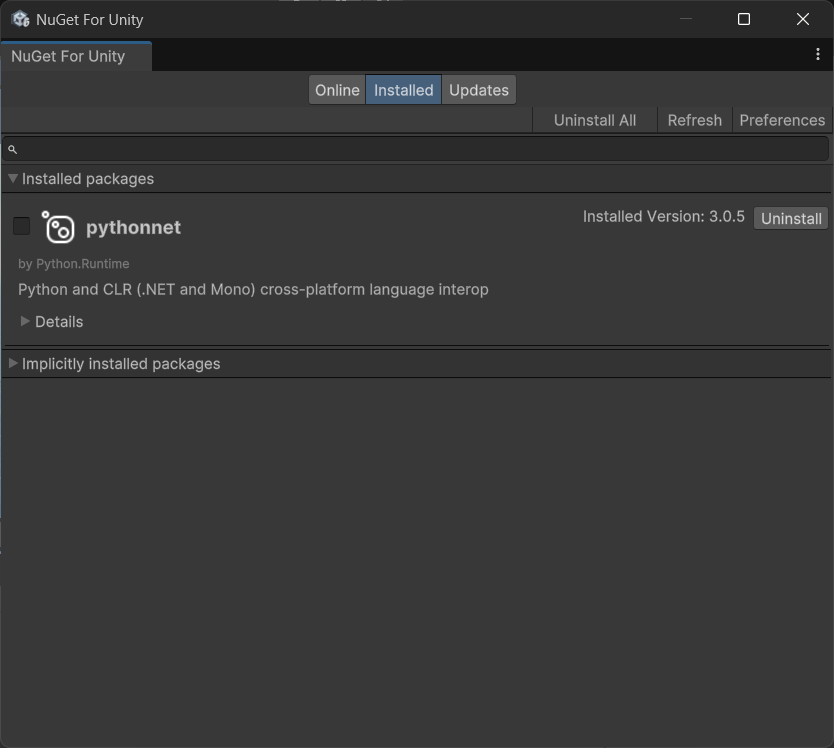 NuGet For Unity
NuGet For Unity
Online Installed Updates
Uninstall All Refresh Preferences
Installed packages
pythonnet Installed Version: 3.0.5 Uninstall
by Python.Runtime
Python and CLR (.NET and Mono) cross-platform language interop
Details
Implicitly installed packages